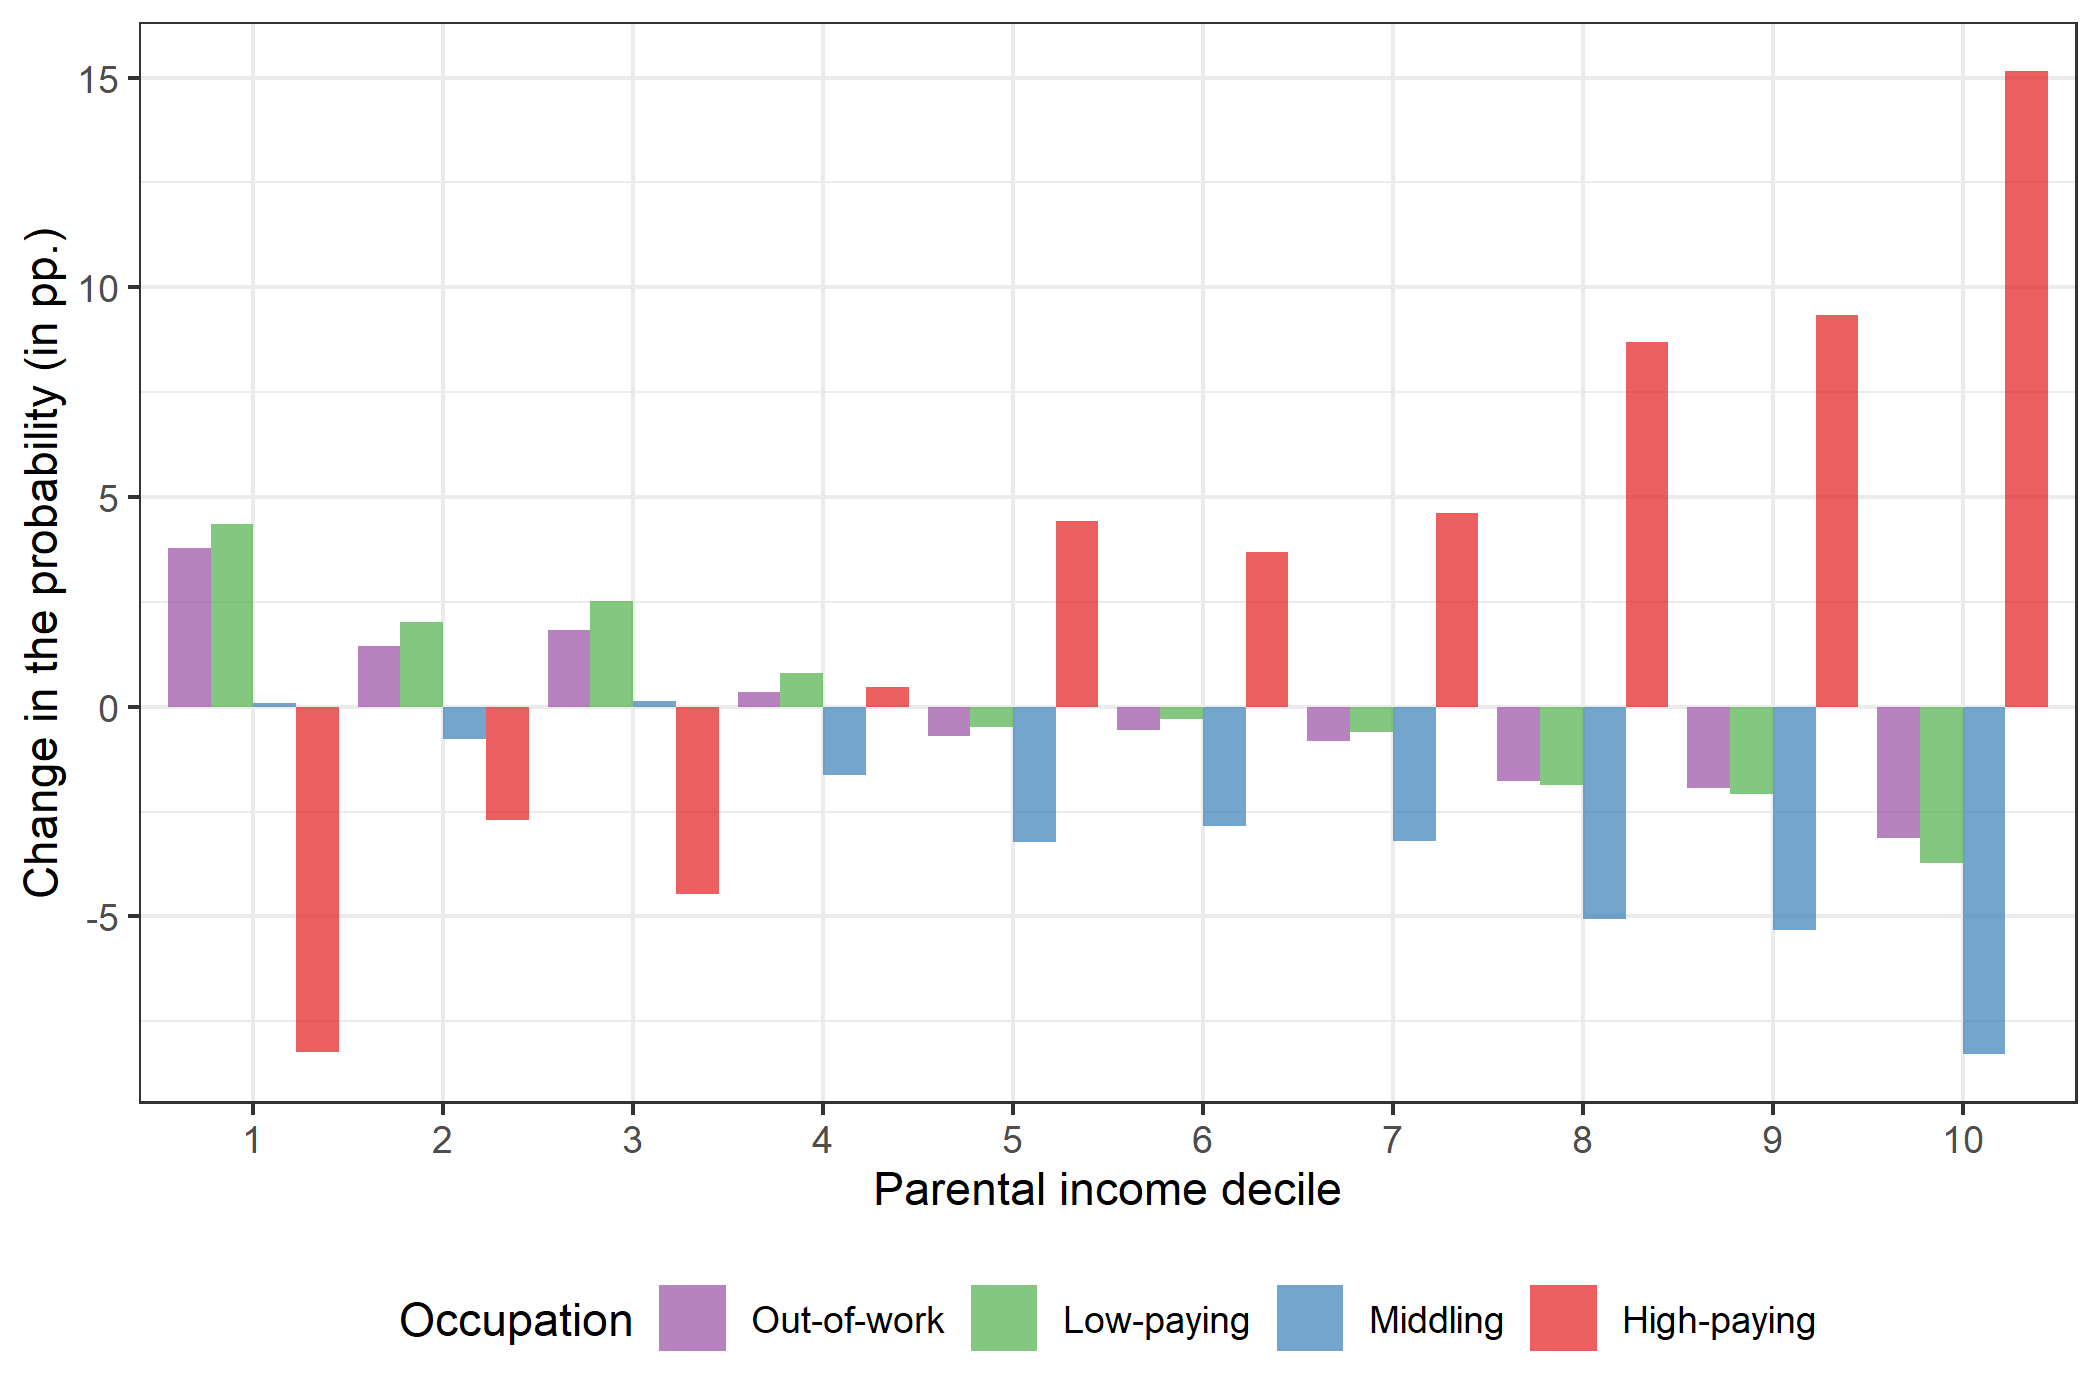 Change in the probability (in pp.)
15
10
5
0
-5
1 2 3 4 5 6 7 8 9 10
Parental income decile
Occupation Out-of-work Low-paying Middling High-paying